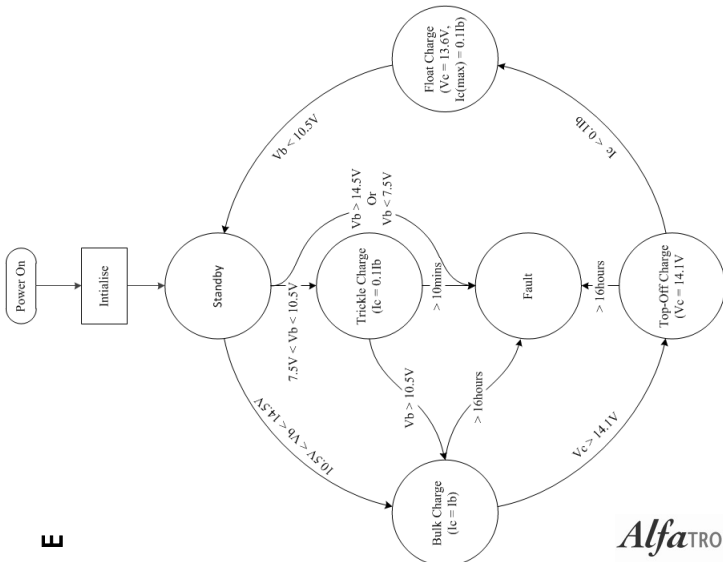 Power On
Intialise
Standby
Vb < 10.5V
Float Charge
(Vc = 13.6V,
Ic(max) = 0.1Ib)
10.5V < Vb < 14.5V
7.5V < Vb < 10.5V
Vb > 14.5V
Or
Vb < 7.5V
Trickle Charge
(Ic = 0.1Ib)
> 10mins
Fault
Vb > 10.5V
> 16hours
> 16hours
Ic < 0.1Ib
Bulk Charge
(Ic = Ib)
Vc > 14.1V
Top-Off Charge
(Vc = 14.1V)
E
AlfaTRO